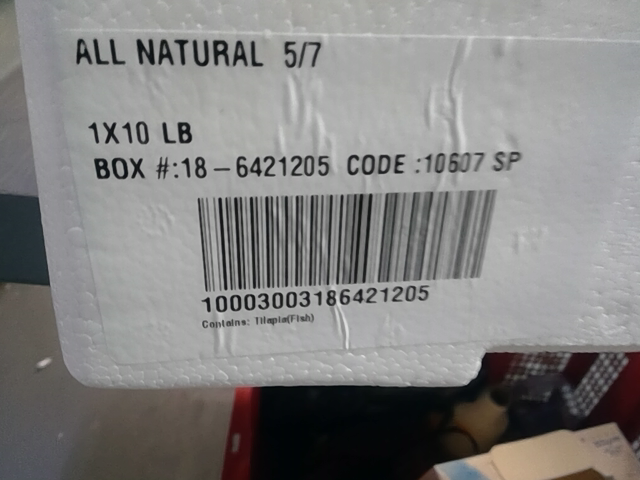 ALL NATURAL 5/7
1X10 LB
BOX #:18-6421205 CODE :10607 SP
10003003186421205
Contains: Tilapia(Fish)